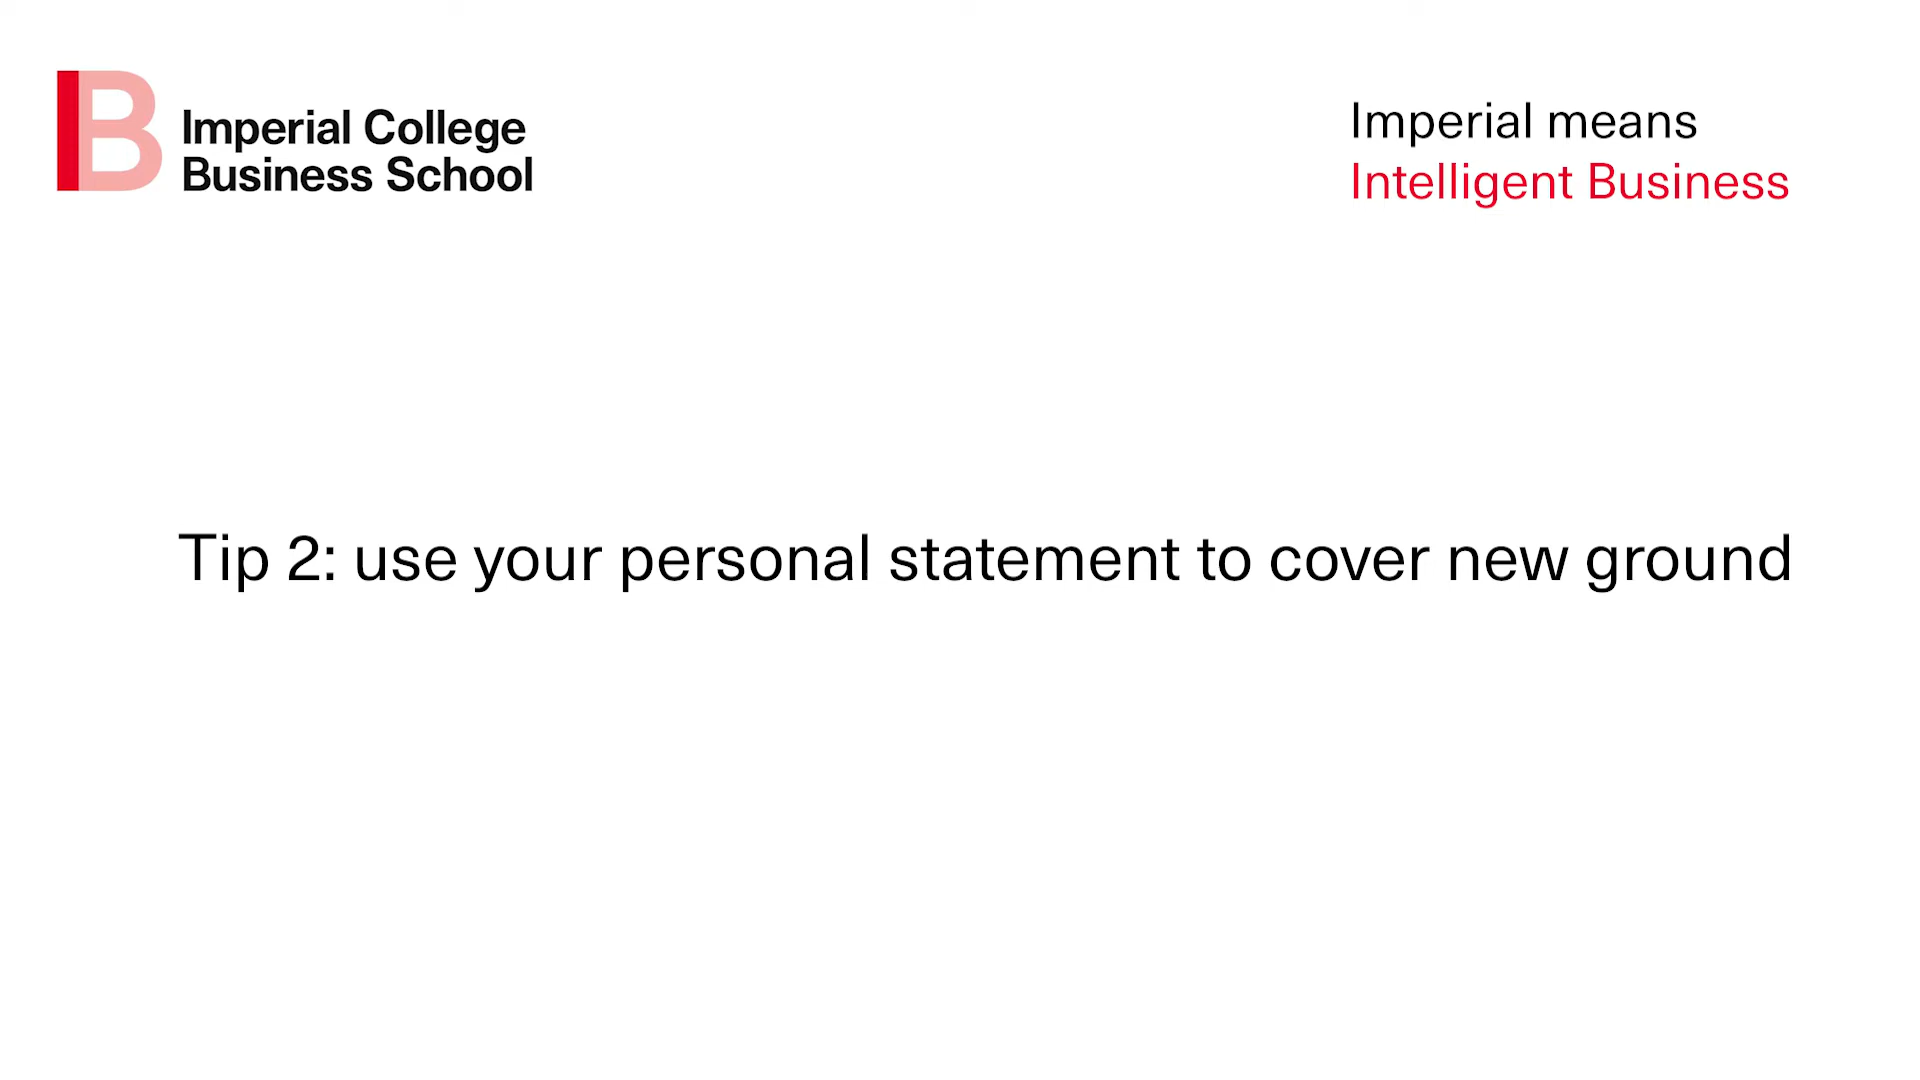 Imperial College
Business School
Imperial means
Intelligent Business
Tip 2: use your personal statement to cover new ground